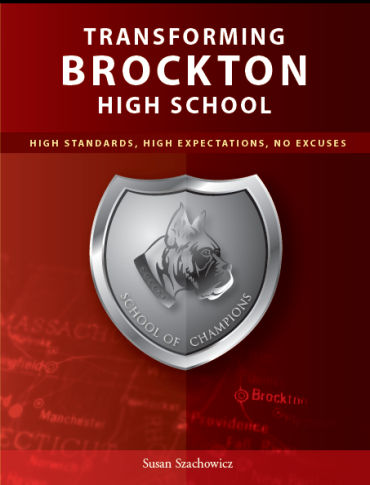 TRANSFORMING
BROCKTON
HIGH SCHOOL
HIGH STANDARDS, HIGH EXPECTATIONS, NO EXCUSES
SCHOOL OF CHAMPIONS
Brockton
Manchester
Providence
Susan Szachowicz